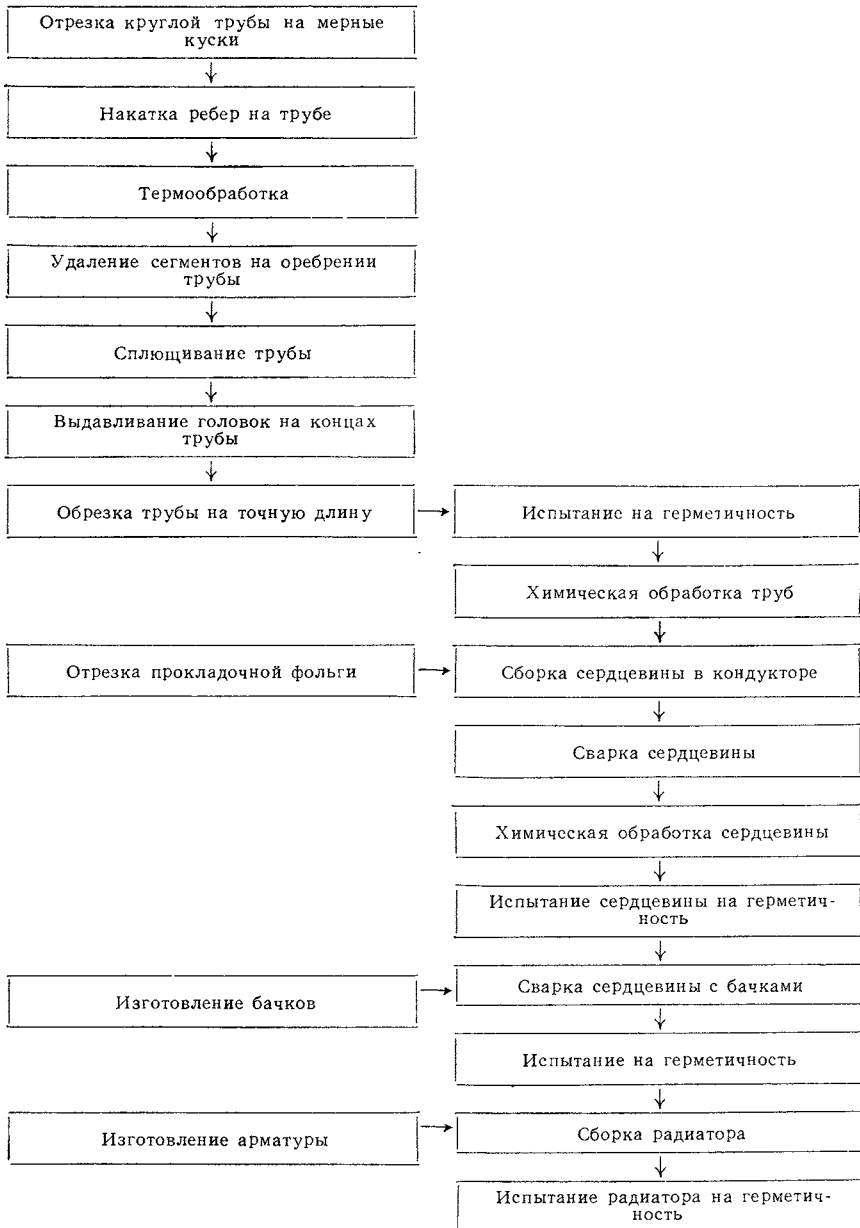 Отрезка круглой трубы на мерные
куски
Накатка ребер на трубе
Термообработка
Удаление сегментов на оребрении
трубы
Сплющивание трубы
Выдавливание головок на концах
трубы
Обрезка трубы на точную длину
Испытание на герметичность
Химическая обработка труб
Отрезка прокладочной фольги
Сборка сердцевины в кондукторе
Сварка сердцевины
Химическая обработка сердцевины
Испытание сердцевины на герметич-
ность
Изготовление бачков
Сварка сердцевины с бачками
Испытание на герметичность
Изготовление арматуры
Сборка радиатора
Испытание радиатора на герметич-
ность